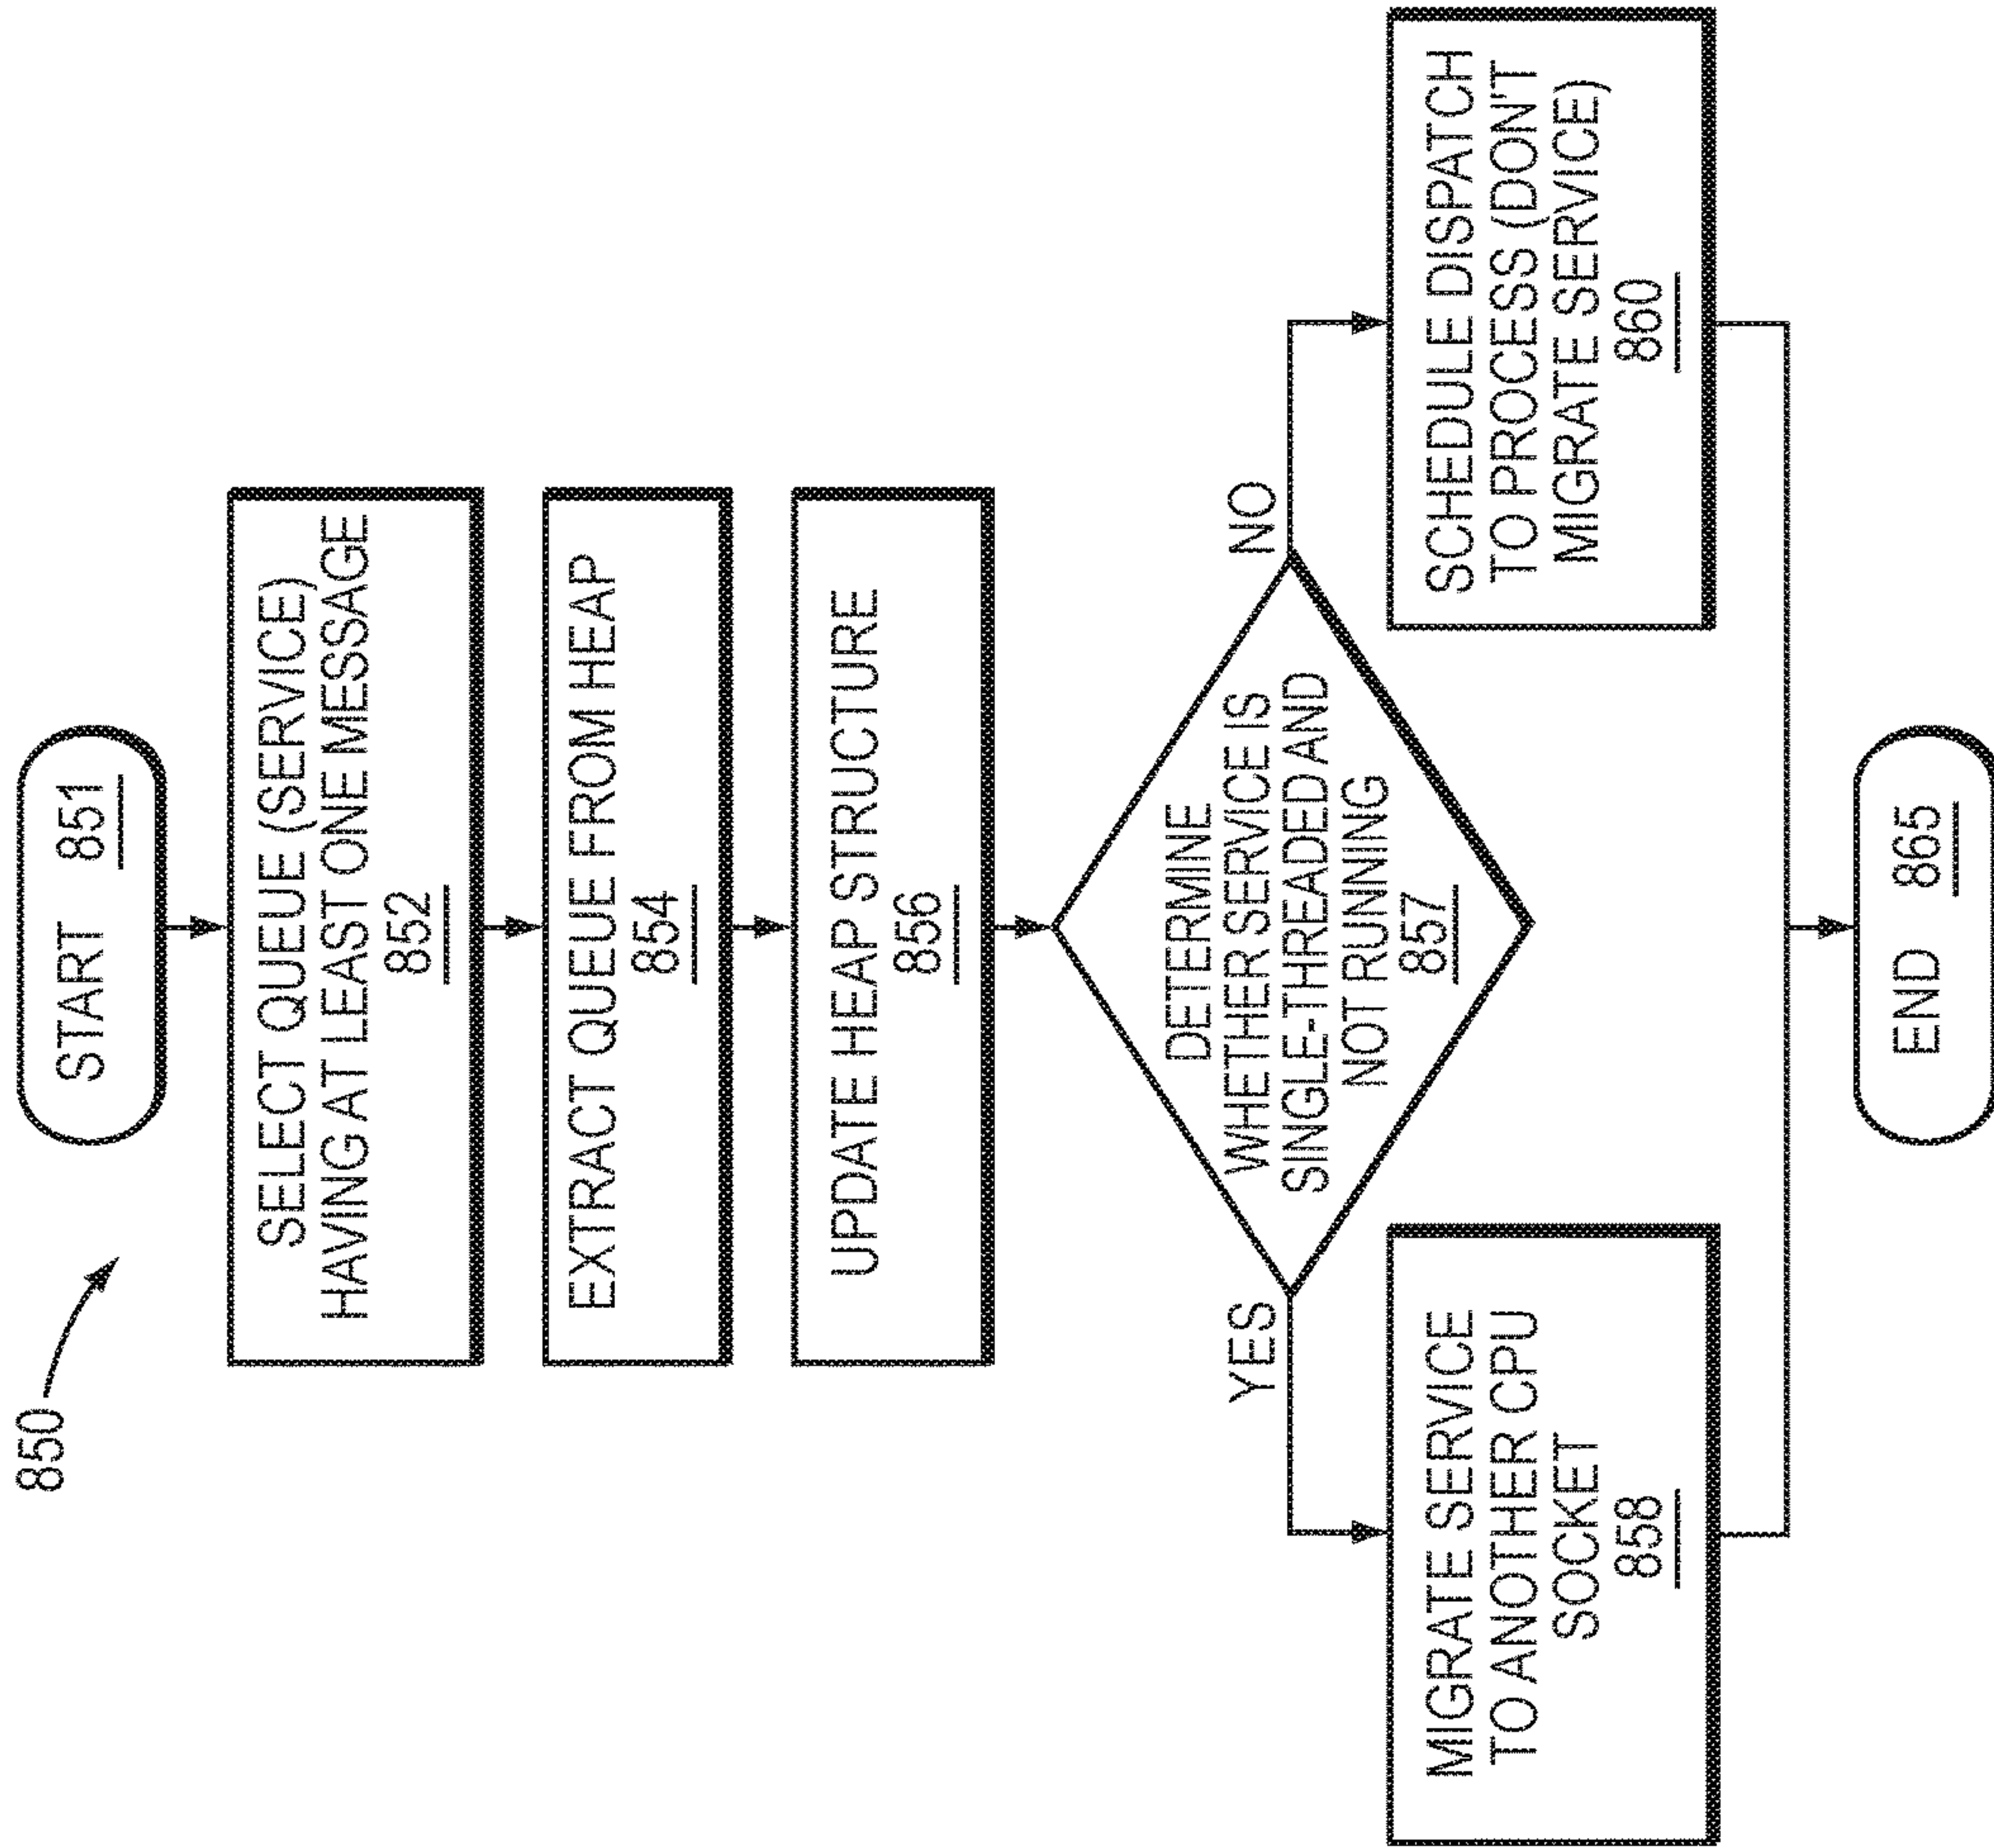 850
START 851
SELECT QUEUE (SERVICE)
HAVING AT LEAST ONE MESSAGE
852
EXTRACT QUEUE FROM HEAP
854
UPDATE HEAP STRUCTURE
856
DETERMINE
WHETHER SERVICE IS
SINGLE-THREADED AND
NOT RUNNING
857
YES
NO
MIGRATE SERVICE
TO ANOTHER CPU
SOCKET
858
SCHEDULE DISPATCH
TO PROCESS (DON'T
MIGRATE SERVICE)
860
END 865